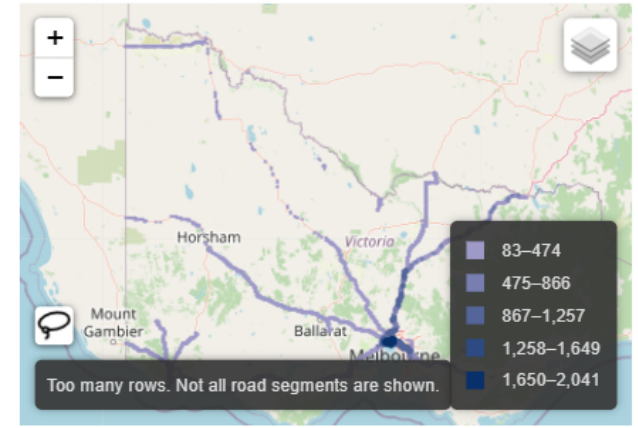 +
−
Horsham
Victoria
83–474
475–866
867–1,257
1,258–1,649
1,650–2,041
Mount
Gambier
Ballarat
Melbourne
Too many rows. Not all road segments are shown.